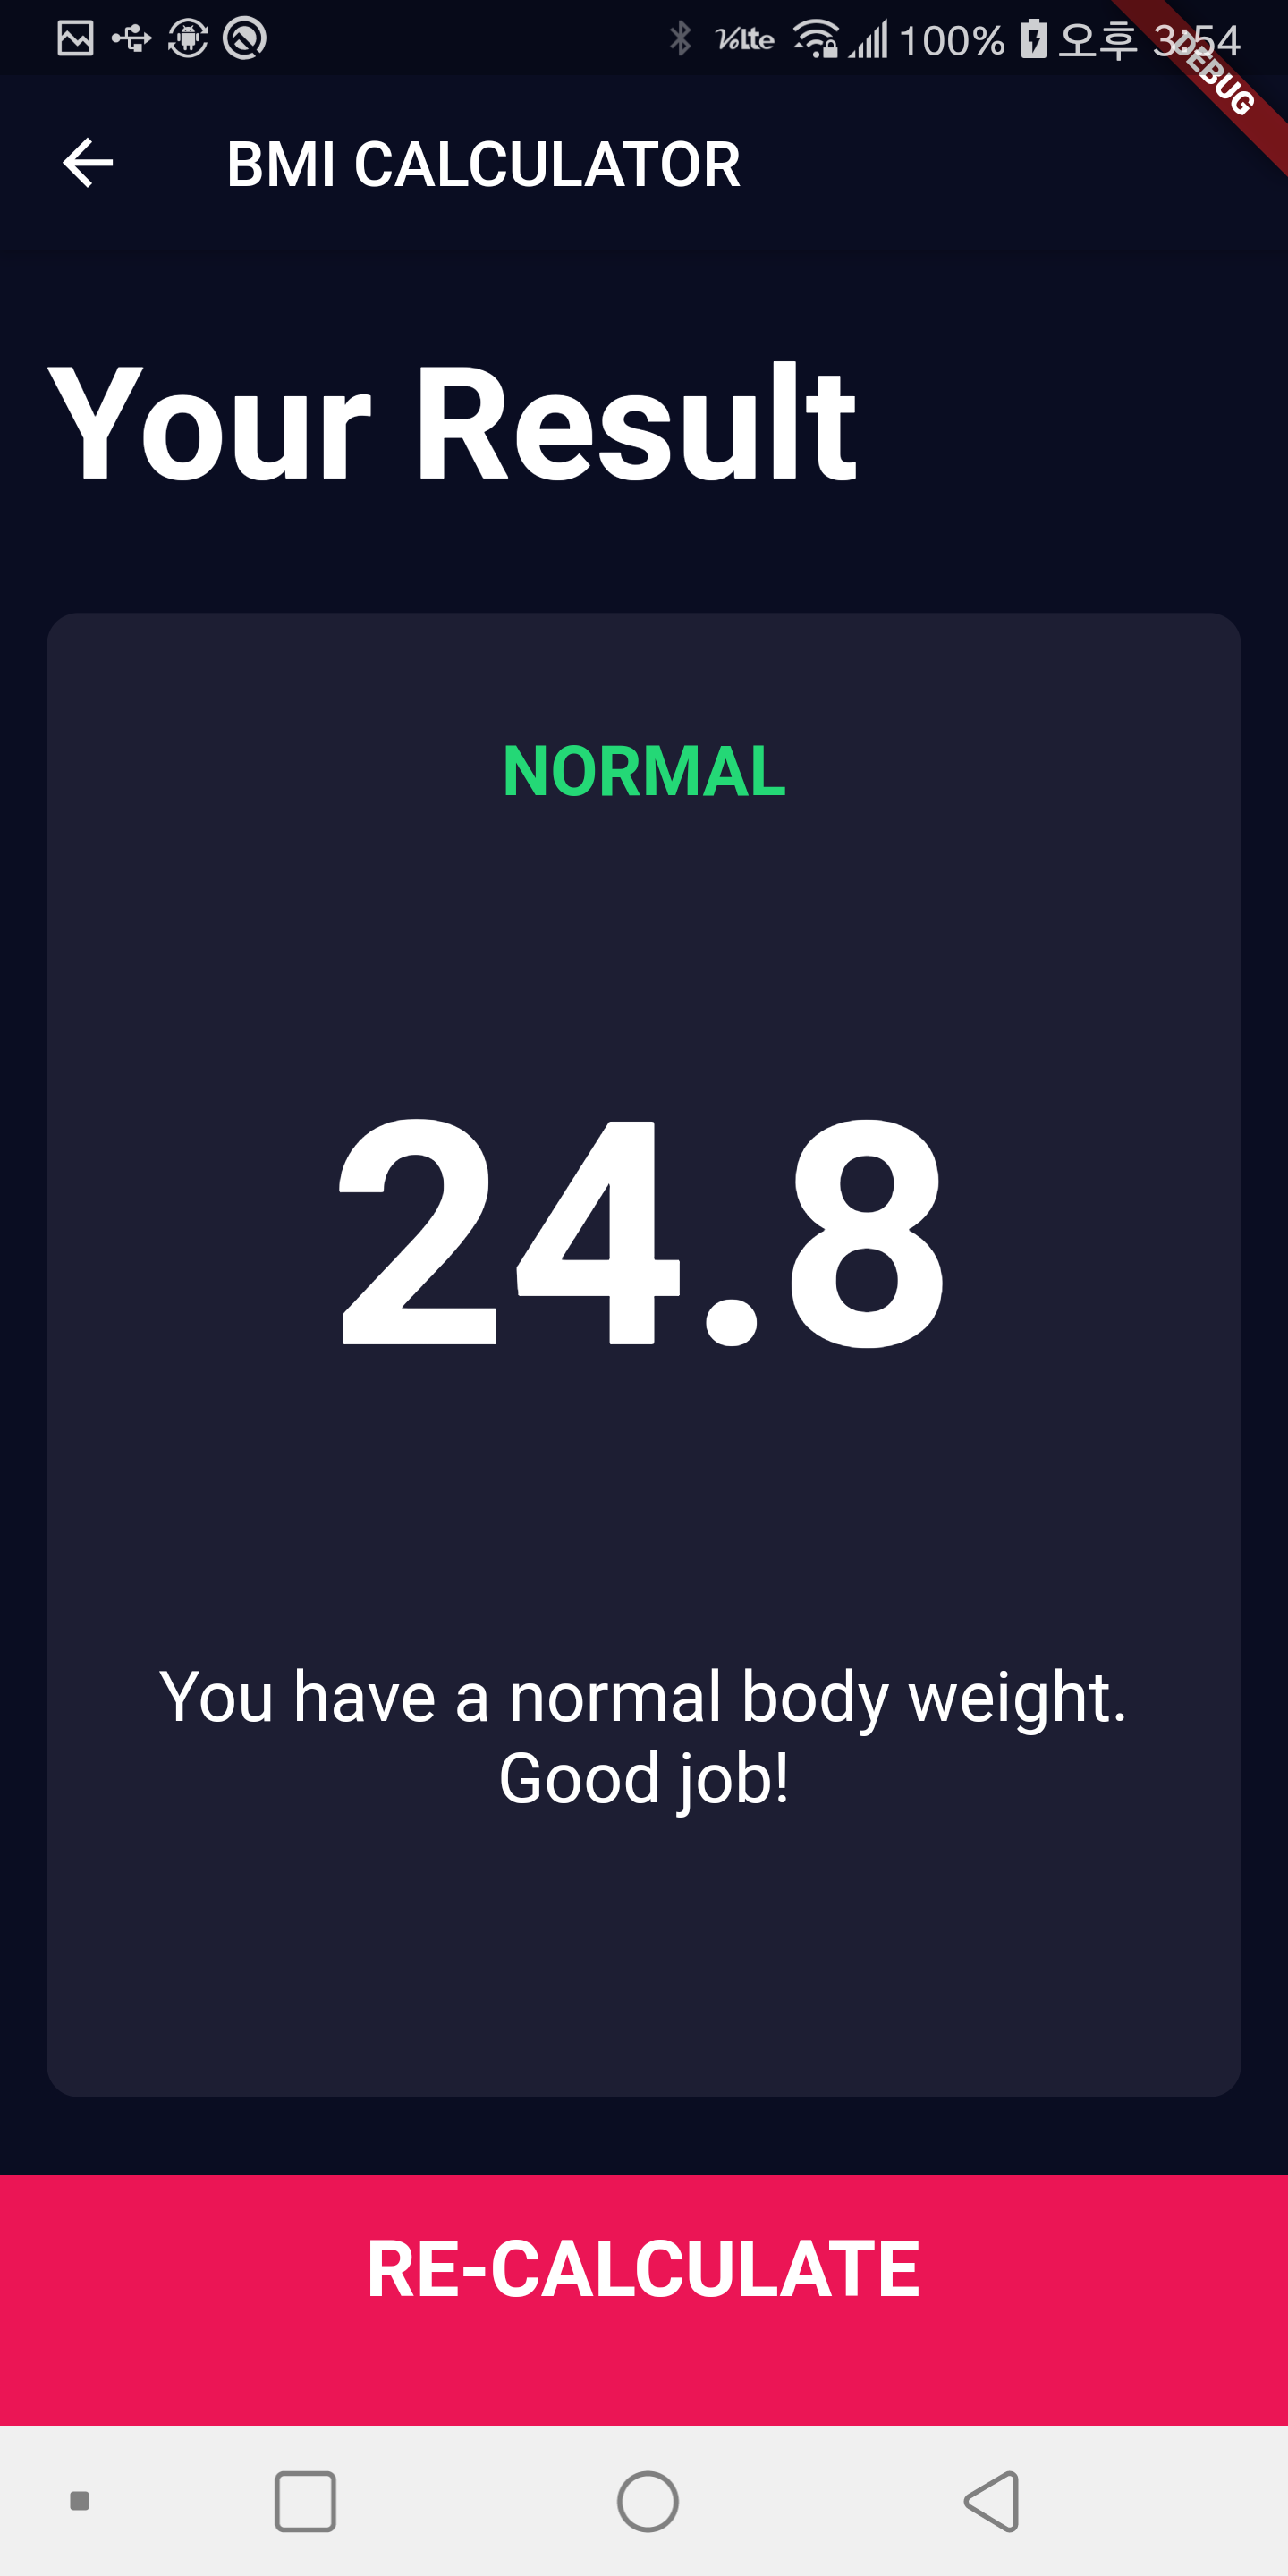 VoLte 100% 오후 3:54
DEBUG
BMI CALCULATOR
Your Result
NORMAL
24.8
You have a normal body weight.
Good job!
RE-CALCULATE